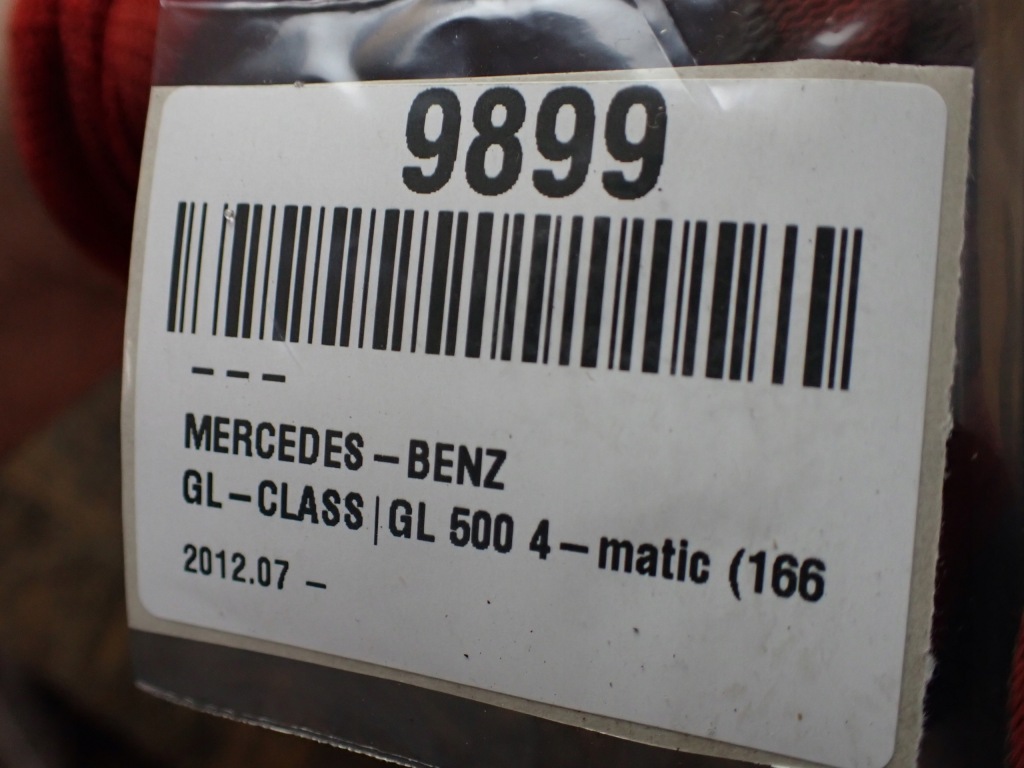 9899
---
MERCEDES-BENZ
GL-CLASS|GL 500 4-matic (166
2012.07 -